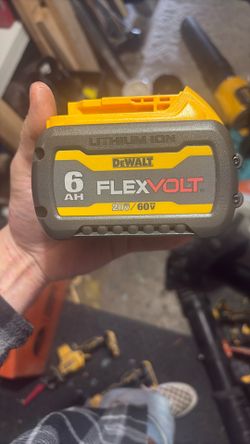 LITHIUM-ION
DEWALT
6
AH
FLEXVOLT
20V/60V